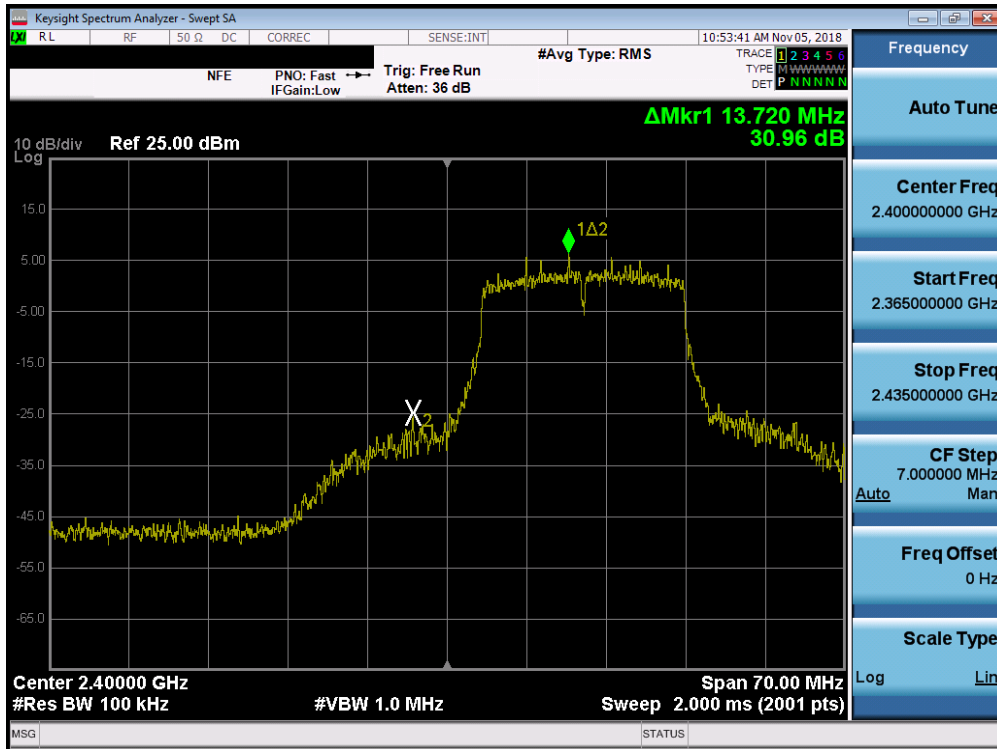 Keysight Spectrum Analyzer - Swept SA
LXI RL RF 50 Ω DC CORREC SENSE:INT 10:53:41 AM Nov 05, 2018
Frequency
#Avg Type: RMS TRACE 1 2 3 4 5 6
NFE PNO: Fast Trig: Free Run TYPE M W W W W W
IFGain:Low Atten: 36 dB DET P N N N N N
Auto Tune
ΔMkr1 13.720 MHz
10 dB/div Ref 25.00 dBm 30.96 dB
Log
Center Freq
2.400000000 GHz
15.0
1Δ2
5.00
Start Freq
2.365000000 GHz
-5.00
-15.0
Stop Freq
2.435000000 GHz
-25.0
X2
CF Step
7.000000 MHz
-35.0
Auto Man
-45.0
Freq Offset
0 Hz
-55.0
-65.0
Scale Type
Log Lin
Center 2.40000 GHz Span 70.00 MHz
#Res BW 100 kHz #VBW 1.0 MHz Sweep 2.000 ms (2001 pts)
MSG STATUS